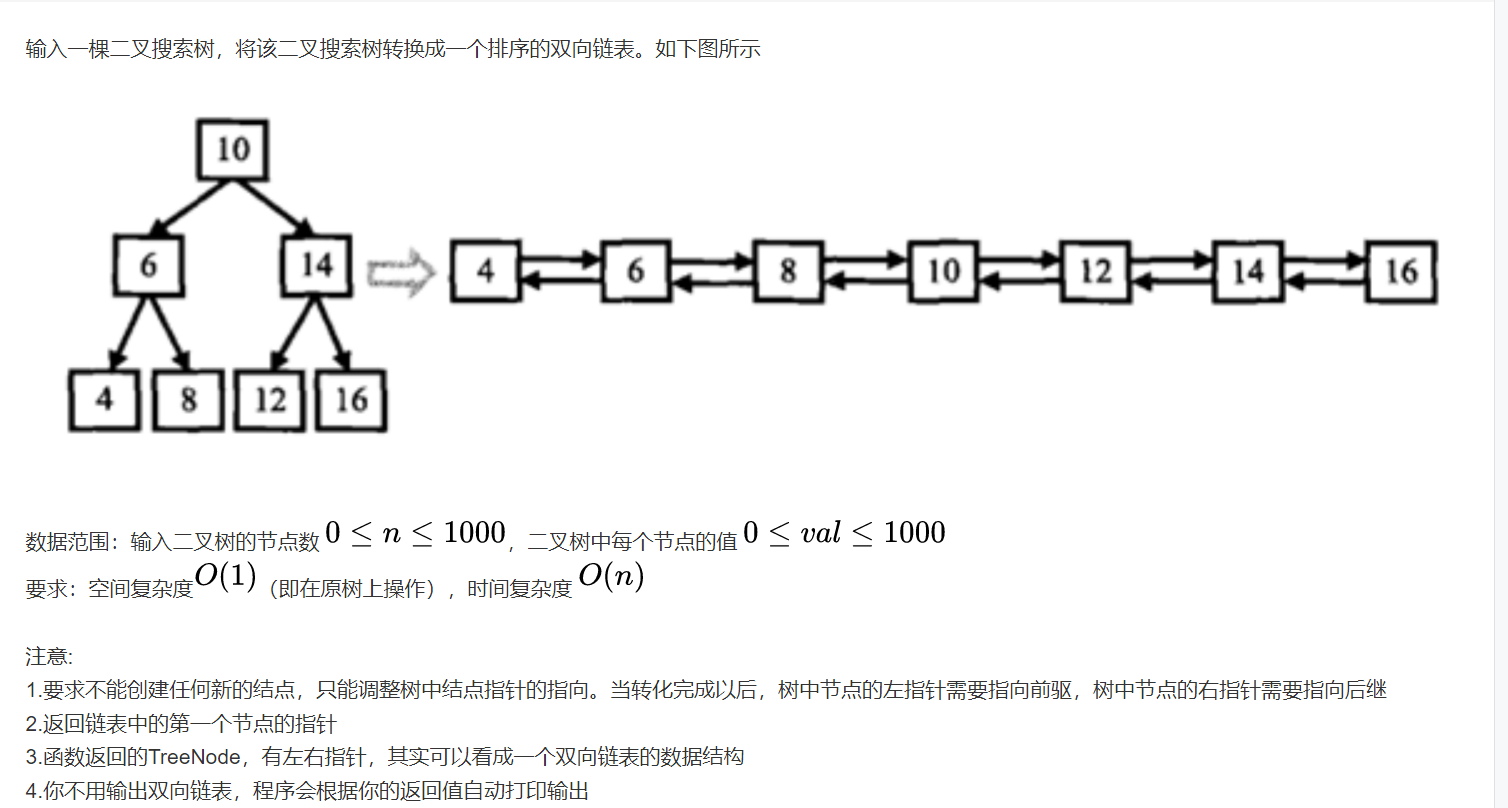 输入一棵二叉搜索树，将该二叉搜索树转换成一个排序的双向链表。如下图所示
10
6 14 4 6 8 10 12 14 16
4 8 12 16
数据范围：输入二叉树的节点数 0 ≤ n ≤ 1000，二叉树中每个节点的值 0 ≤ val ≤ 1000
要求：空间复杂度O(1)（即在原树上操作），时间复杂度 O(n)
注意:
1.要求不能创建任何新的结点，只能调整树中结点指针的指向。当转化完成以后，树中节点的左指针需要指向前驱，树中节点的右指针需要指向后继
2.返回链表中的第一个节点的指针
3.函数返回的TreeNode，有左右指针，其实可以看成一个双向链表的数据结构
4.你不用输出双向链表，程序会根据你的返回值自动打印输出